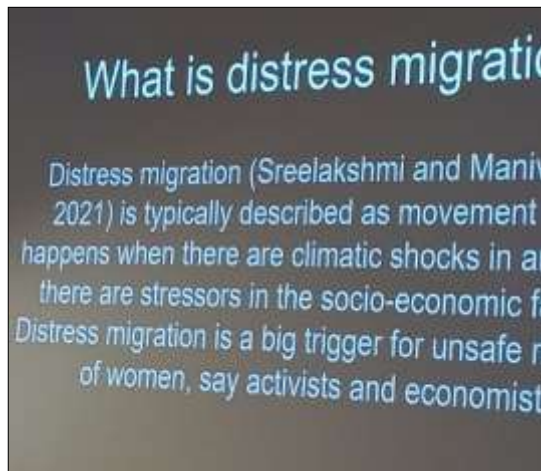 What is distress migratio
Distress migration (Sreelakshmi and Maniv
2021) is typically described as movement
happens when there are climatic shocks in a
there are stressors in the socio-economic fa
Distress migration is a big trigger for unsafe
of women, say activists and economist